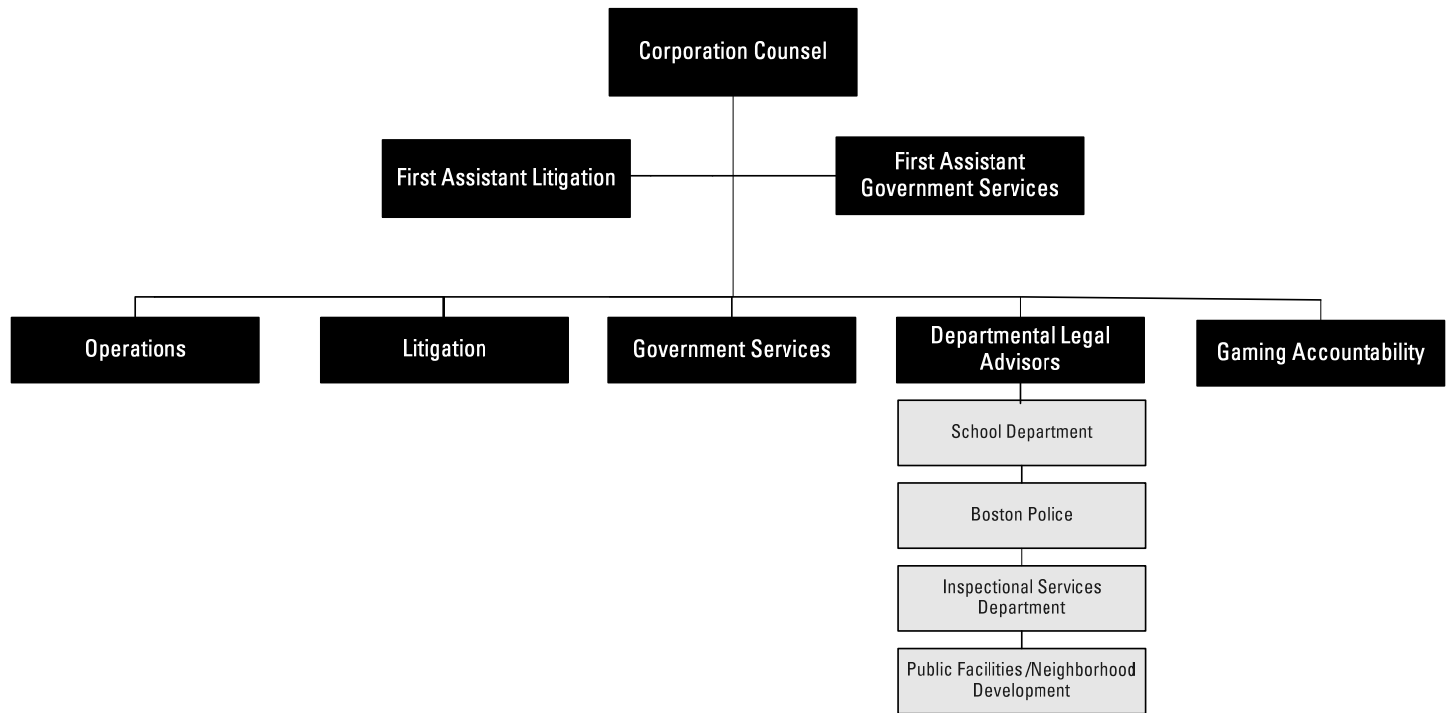 Corporation Counsel
First Assistant Litigation
First Assistant
Government Services
Operations
Litigation
Government Services
Departmental Legal
Advisors
Gaming Accountability
School Department
Boston Police
Inspectional Services
Department
Public Facilities/Neighborhood
Development